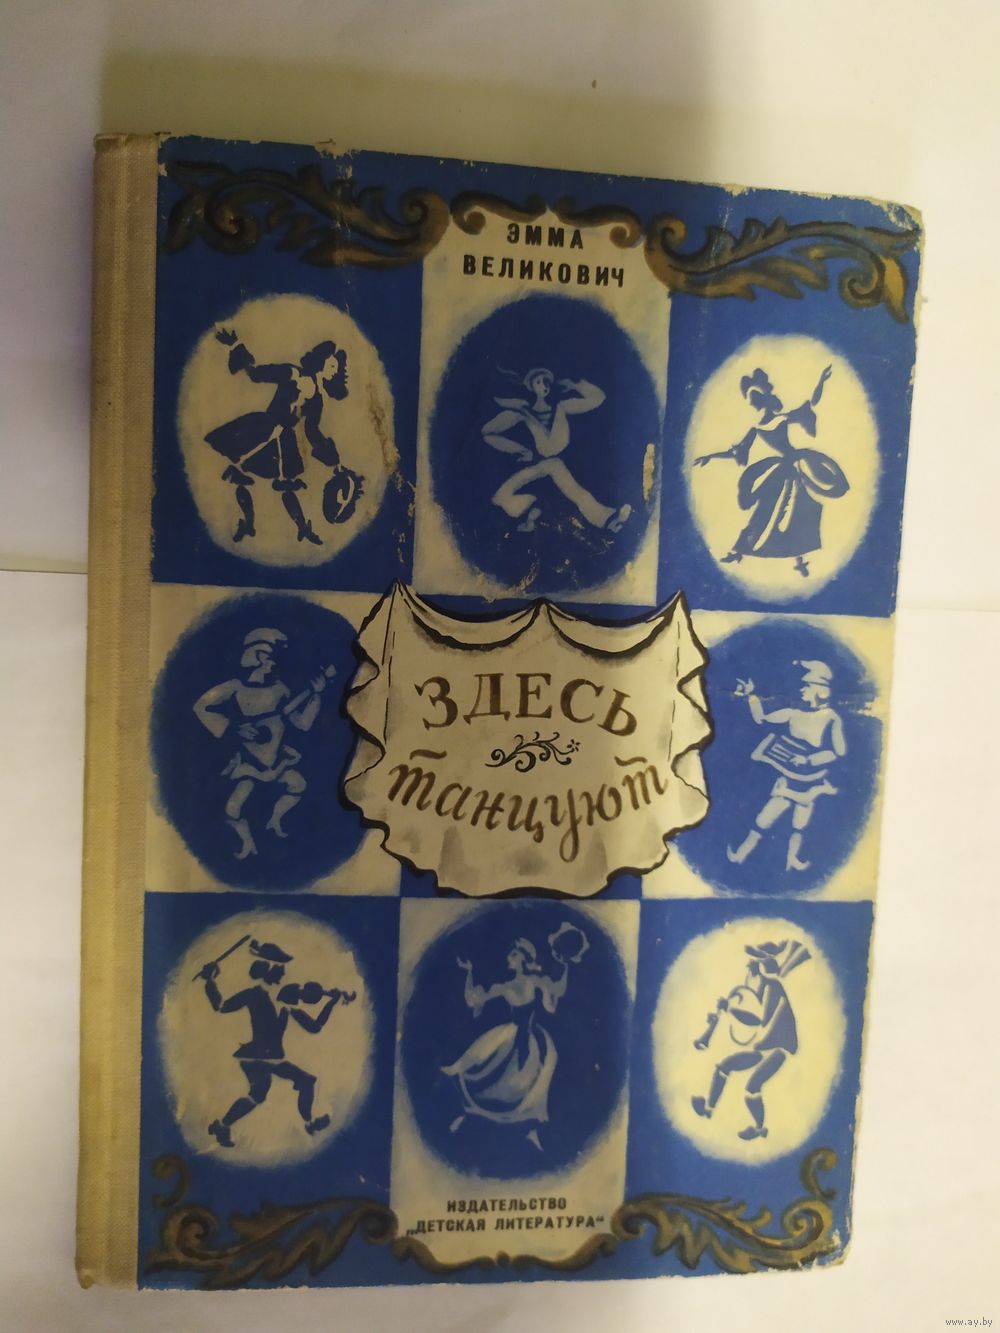 ЭММА
ВЕЛИКОВИЧ
ЗДЕСЬ
танцуют
ИЗДАТЕЛЬСТВО
„ДЕТСКАЯ ЛИТЕРАТУРА“
www.ay.by